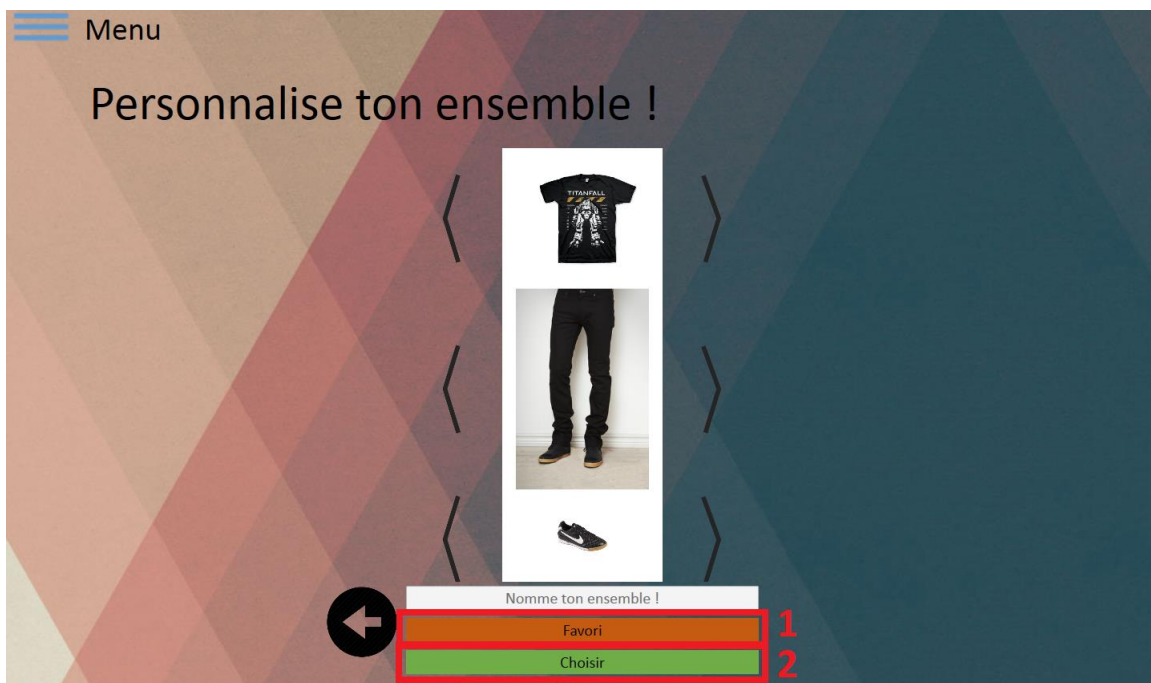 Menu
Personnalise ton ensemble !
TITANFALL
Nomme ton ensemble !
Favori
1
Choisir
2